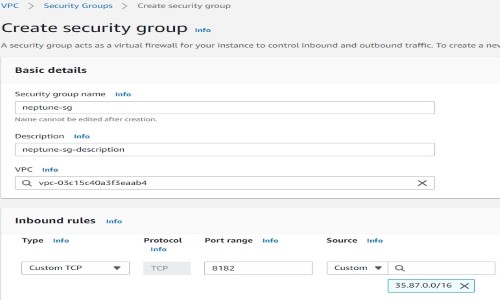 VPC > Security Groups > Create security group
Create security group Info
A security group acts as a virtual firewall for your instance to control inbound and outbound traffic. To create a new
Basic details
Security group name Info
neptune-sg
Name cannot be edited after creation.
Description Info
neptune-sg-description
VPC Info
vpc-03c15c40a3f3eaab4
Inbound rules Info
Type Info Protocol Info Port range Info Source Info
Custom TCP TCP 8182 Custom
35.87.0.0/16